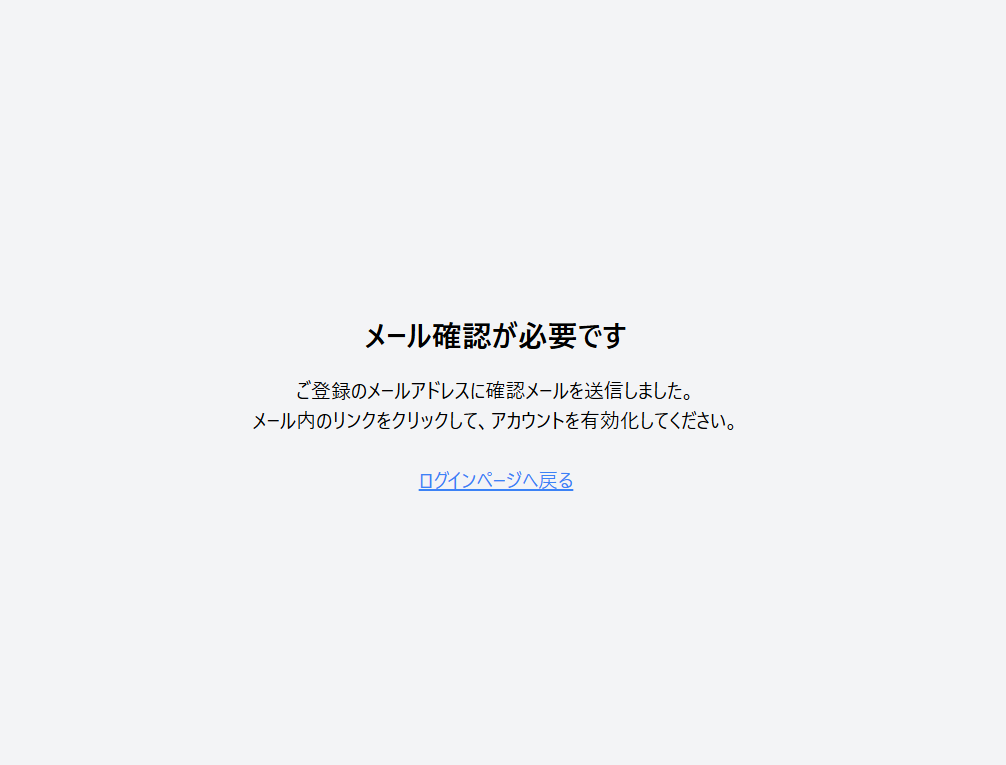 メール確認が必要です
ご登録のメールアドレスに確認メールを送信しました。
メール内のリンクをクリックして、アカウントを有効化してください。
ログインページへ戻る